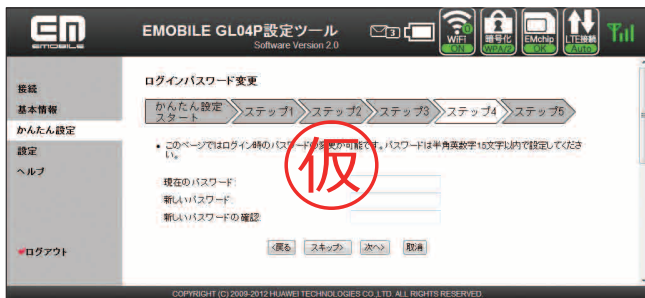 EM
EMOBILE
EMOBILE GL04P設定ツール
Software Version 2.0
3
WiFi
ON
0
暗号化
WPA/2
EMchip
OK
LTE接続
Auto
接続
基本情報
かんたん設定
設定
ヘルプ
ログアウト
ログインパスワード変更
かんたん設定
スタート
ステップ1
ステップ2
ステップ3
ステップ4
ステップ5
このページではログイン時のパスワードの変更が可能です。パスワードは半角英数字15文字以内で設定してくださ
い。
仮
現在のパスワード:
新しいパスワード:
新しいパスワードの確認:
<戻る
スキップ>
次へ>
取消
COPYRIGHT (C) 2009-2012 HUAWEI TECHNOLOGIES CO.,LTD. ALL RIGHTS RESERVED.